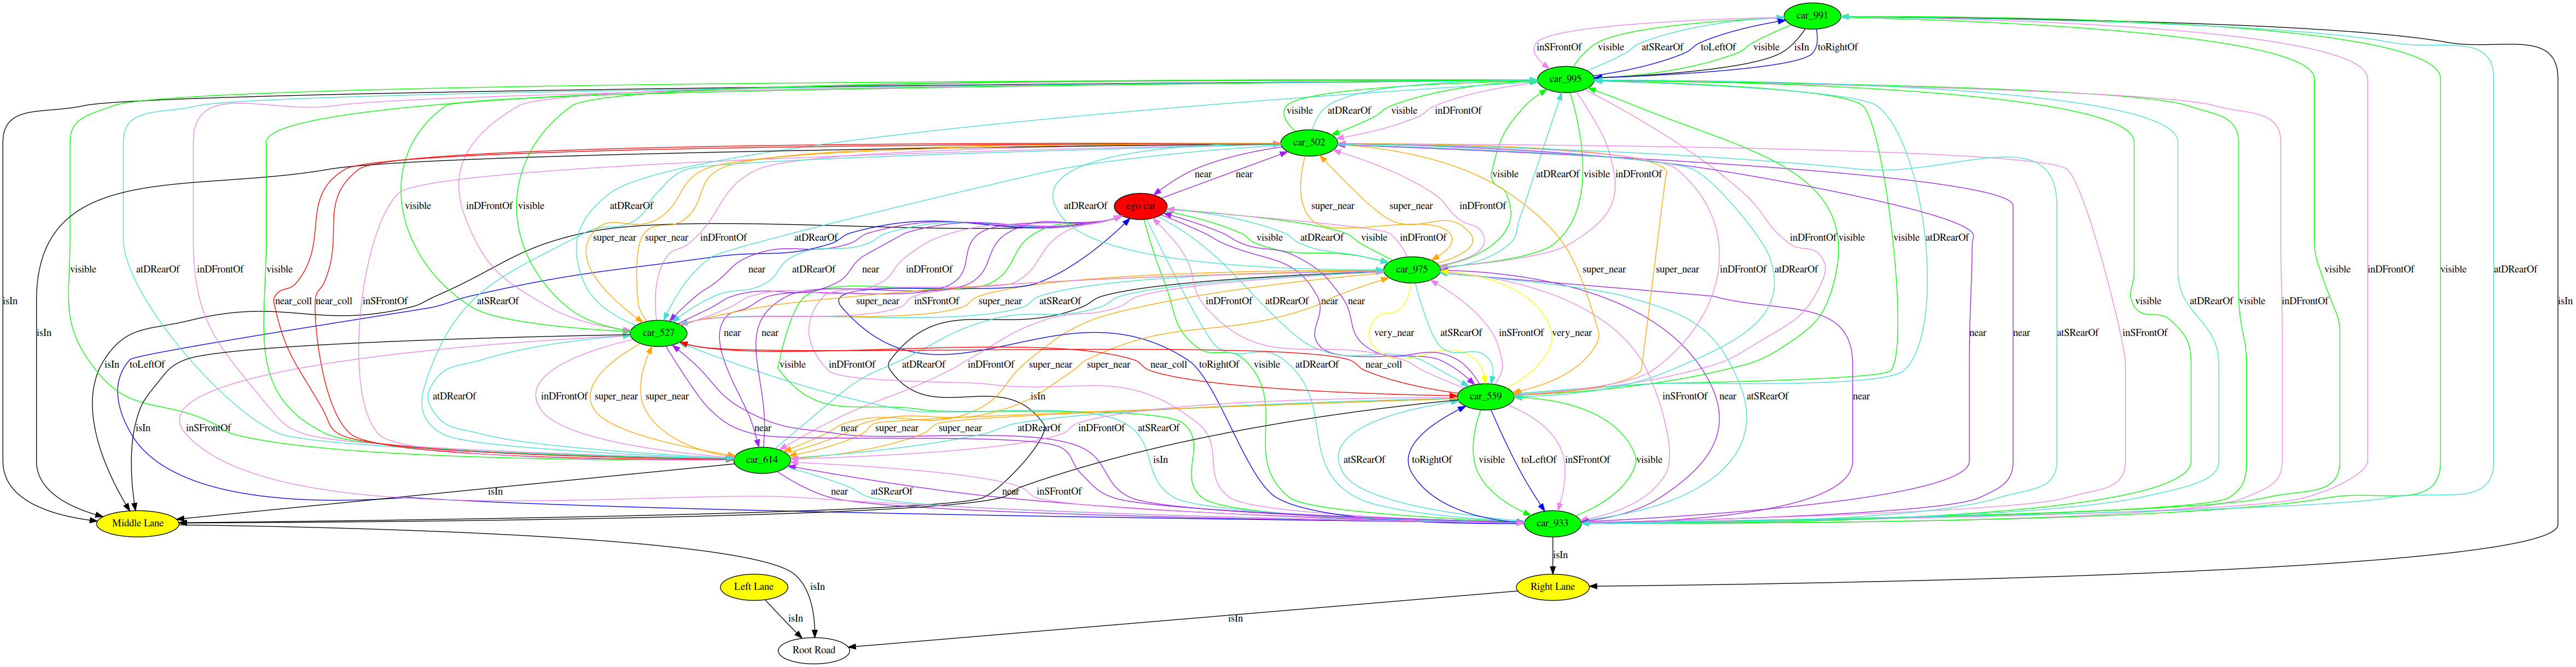 car_991
inSFrontOf visible atSRearOf toLeftOf visible isIn toRightOf
car_995
visible atDRearOf visible inDFrontOf
car_502
near near visible atDRearOf visible inDFrontOf
visible inDFrontOf visible atDRearOf atDRearOf ego car super_near super_near inDFrontOf
super_near super_near inDFrontOf atDRearOf visible atDRearOf visible inDFrontOf inDFrontOf visible visible atDRearOf
visible atDRearOf inDFrontOf visible near atDRearOf near inDFrontOf car_975 super_near super_near inDFrontOf atDRearOf visible inDFrontOf visible atDRearOf
isIn near_coll near_coll inSFrontOf atSRearOf super_near inSFrontOf super_near atSRearOf inDFrontOf atDRearOf near near visible atDRearOf visible inDFrontOf isIn
isIn car_527 near near very_near atSRearOf inSFrontOf very_near near near atSRearOf inSFrontOf
isIn toLeftOf visible inDFrontOf atDRearOf inDFrontOf super_near super_near near_coll near_coll toRightOf visible atDRearOf
atDRearOf inDFrontOf super_near super_near isIn car_559 inSFrontOf near atSRearOf near
isIn inSFrontOf near near super_near super_near atDRearOf inDFrontOf atSRearOf
car_614 isIn atSRearOf toRightOf visible toLeftOf inSFrontOf visible
isIn near atSRearOf near inSFrontOf
Middle Lane car_933
isIn
Left Lane isIn Right Lane
isIn isIn
Root Road